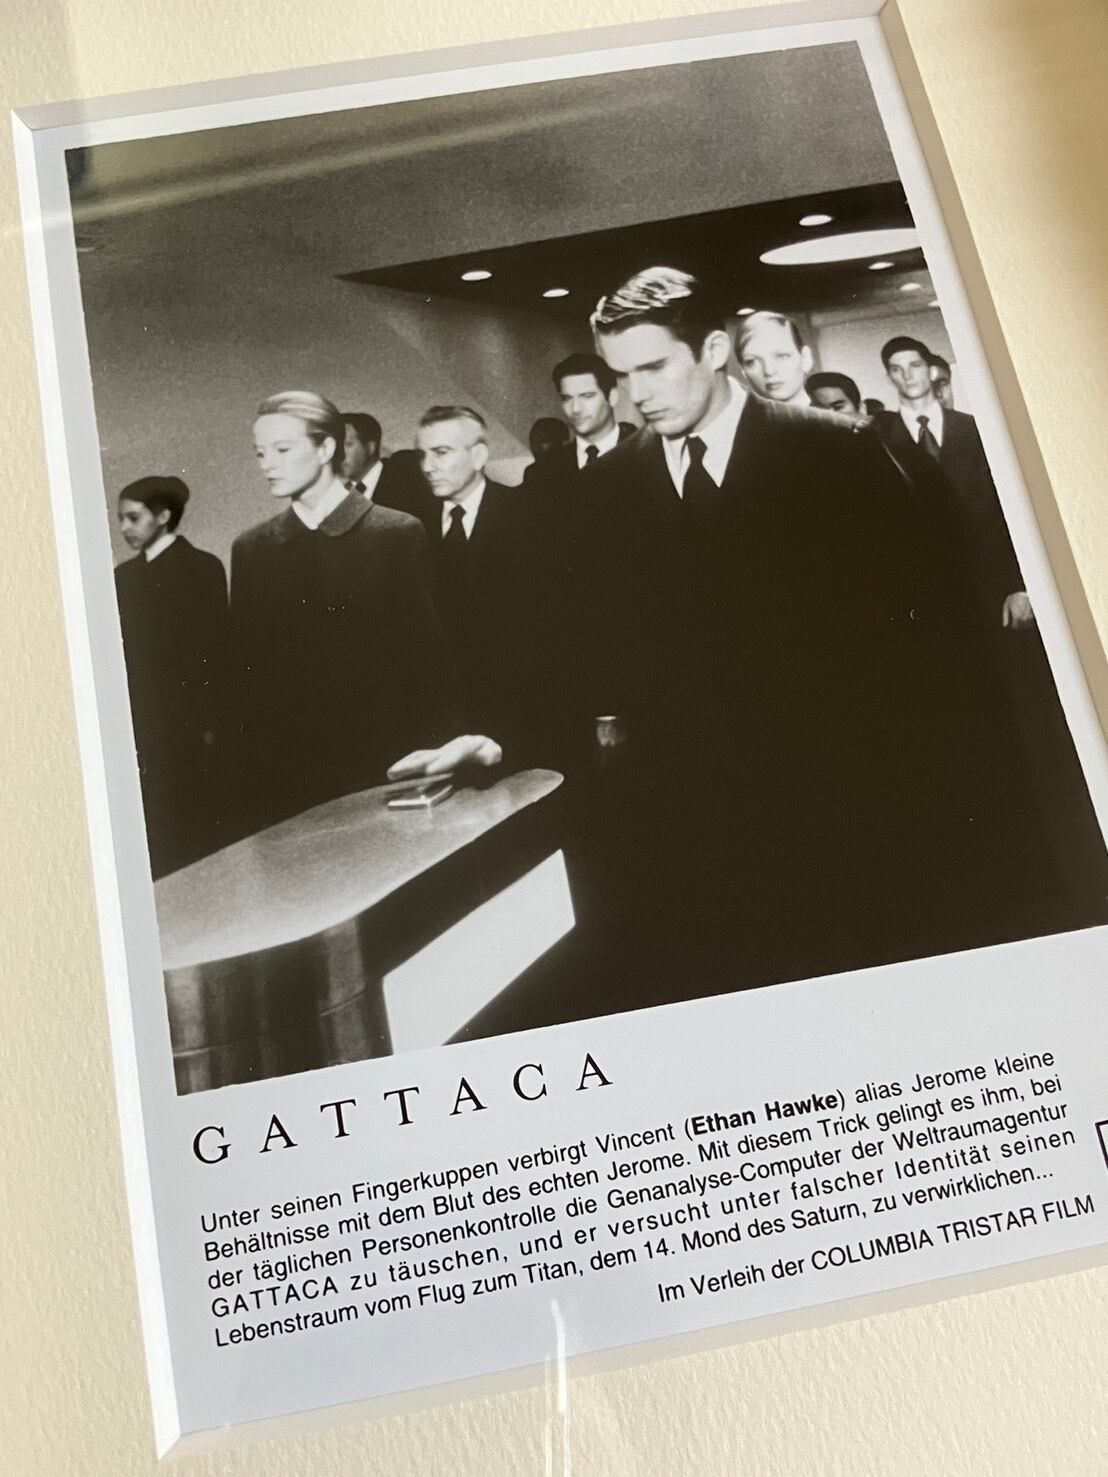 GATTACA
Unter seinen Fingerkuppen verbirgt Vincent (Ethan Hawke) alias Jerome kleine
Behältnisse mit dem Blut des echten Jerome. Mit diesem Trick gelingt es ihm, bei
der täglichen Personenkontrolle die Genanalyse-Computer der Weltraumagentur
GATTACA zu täuschen, und er versucht unter falscher Identität seinen
Lebenstraum vom Flug zum Titan, dem 14. Mond des Saturn, zu verwirklichen...
Im Verleih der COLUMBIA TRISTAR FILM